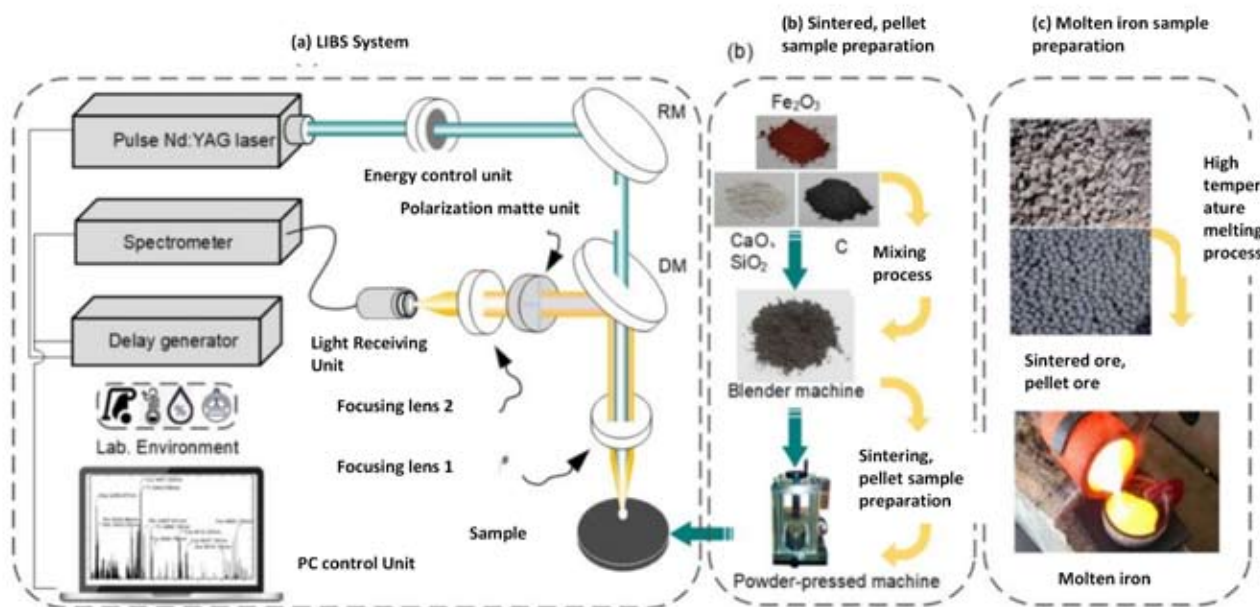 (a) LIBS System
Pulse Nd:YAG laser
RM
Energy control unit
Polarization matte unit
Spectrometer
DM
Delay generator
Light Receiving
Unit
Focusing lens 2
%
Lab. Environment
Focusing lens 1
Sample
PC control Unit
(b) Sintered, pellet
sample preparation
(b)
Fe₂O₃
CaO、
SiO₂
C
Mixing
process
Blender machine
Sintering,
pellet sample
preparation
Powder-pressed machine
(c) Molten iron sample
preparation
High
temper
ature
melting
process
Sintered ore,
pellet ore
Molten iron